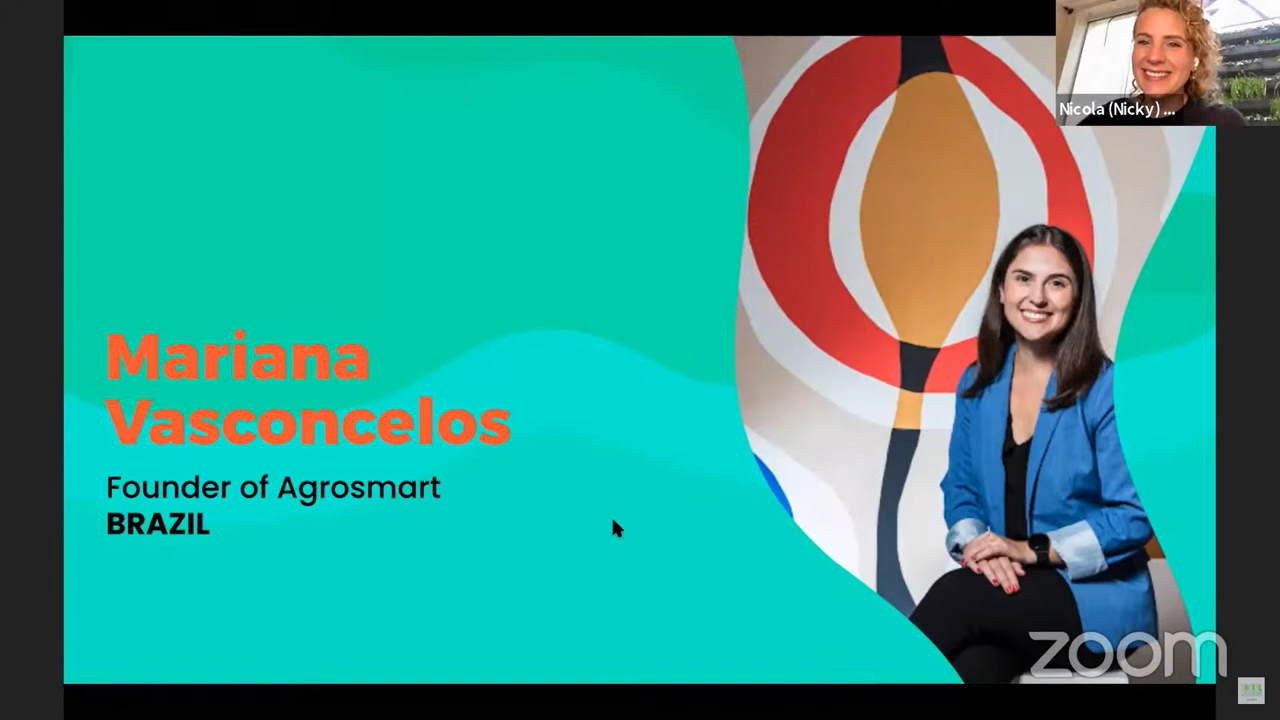 Nicola (Nicky) ...
Mariana
Vasconcelos
Founder of Agrosmart
BRAZIL
zoom